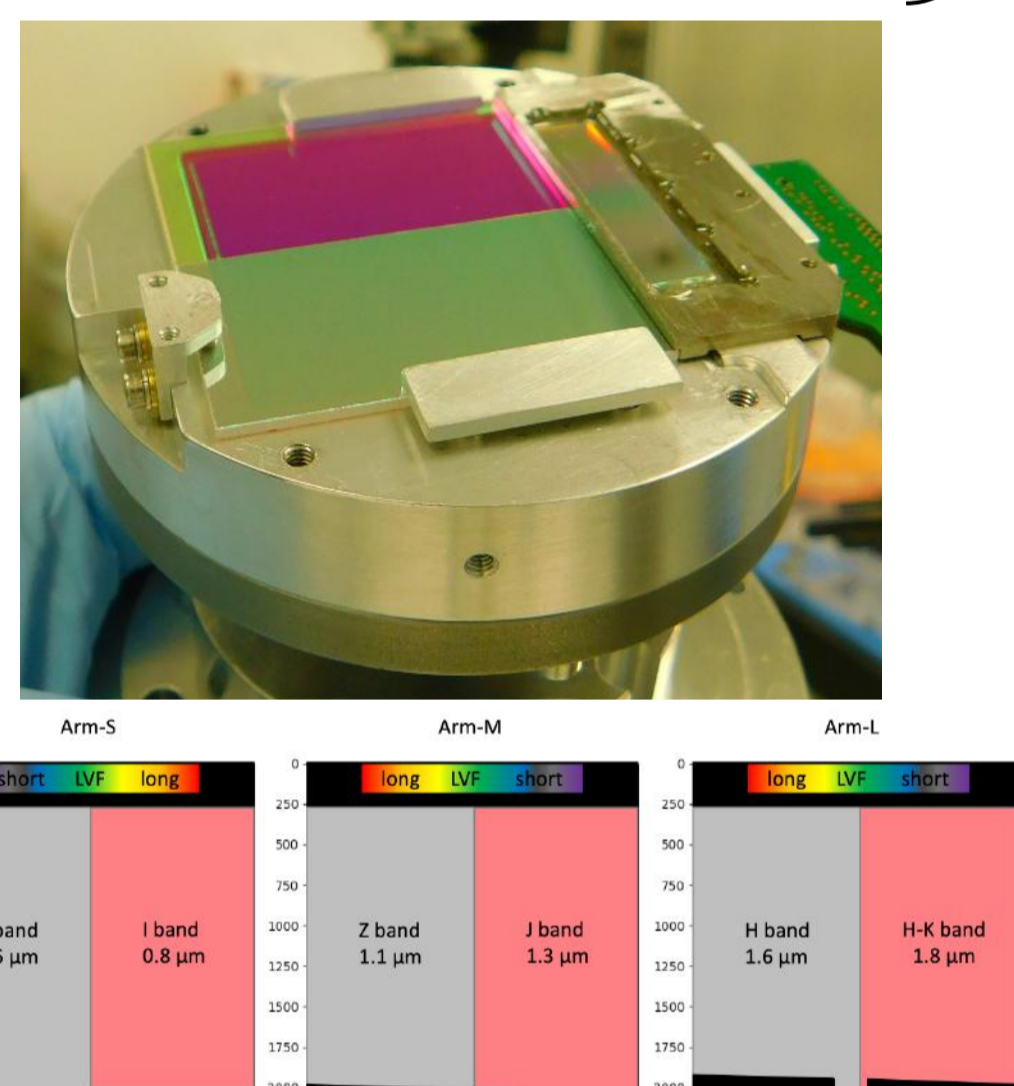 Arm-S
Arm-M
Arm-L
short LVF long
long LVF short
long LVF short
0
250
500
750
1000
1250
1500
1750
0
250
500
750
1000
1250
1500
1750
I band
0.8 μm
Z band
1.1 μm
J band
1.3 μm
H band
1.6 μm
H-K band
1.8 μm